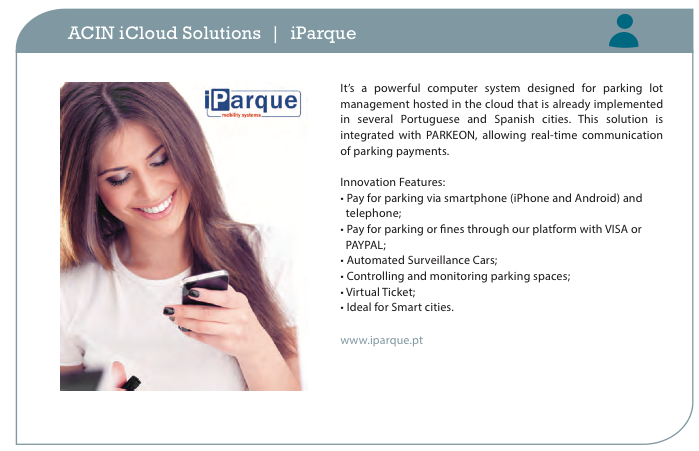 ACIN iCloud Solutions | iParque
iParque
mobility systems
It's a powerful computer system designed for parking lot
management hosted in the cloud that is already implemented
in several Portuguese and Spanish cities. This solution is
integrated with PARKEON, allowing real-time communication
of parking payments.
Innovation Features:
• Pay for parking via smartphone (iPhone and Android) and
telephone;
• Pay for parking or fines through our platform with VISA or
PAYPAL;
• Automated Surveillance Cars;
• Controlling and monitoring parking spaces;
• Virtual Ticket;
• Ideal for Smart cities.
www.iparque.pt